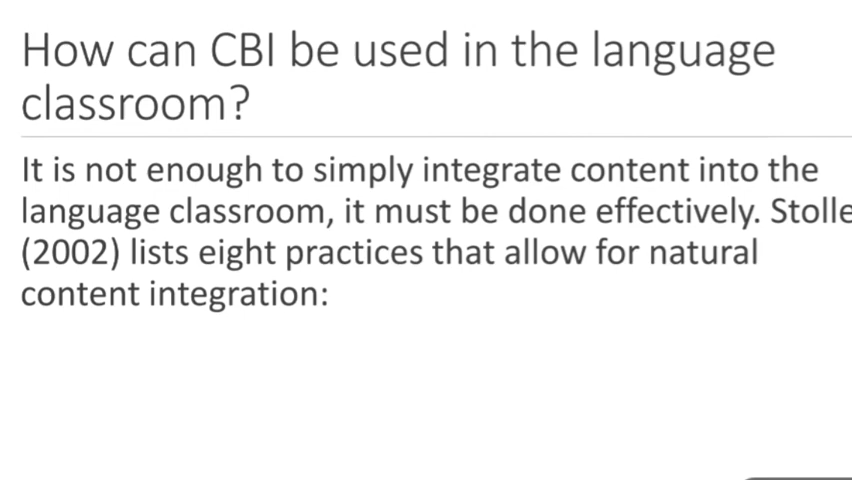 How can CBI be used in the language
classroom?
It is not enough to simply integrate content into the
language classroom, it must be done effectively. Stolle
(2002) lists eight practices that allow for natural
content integration: